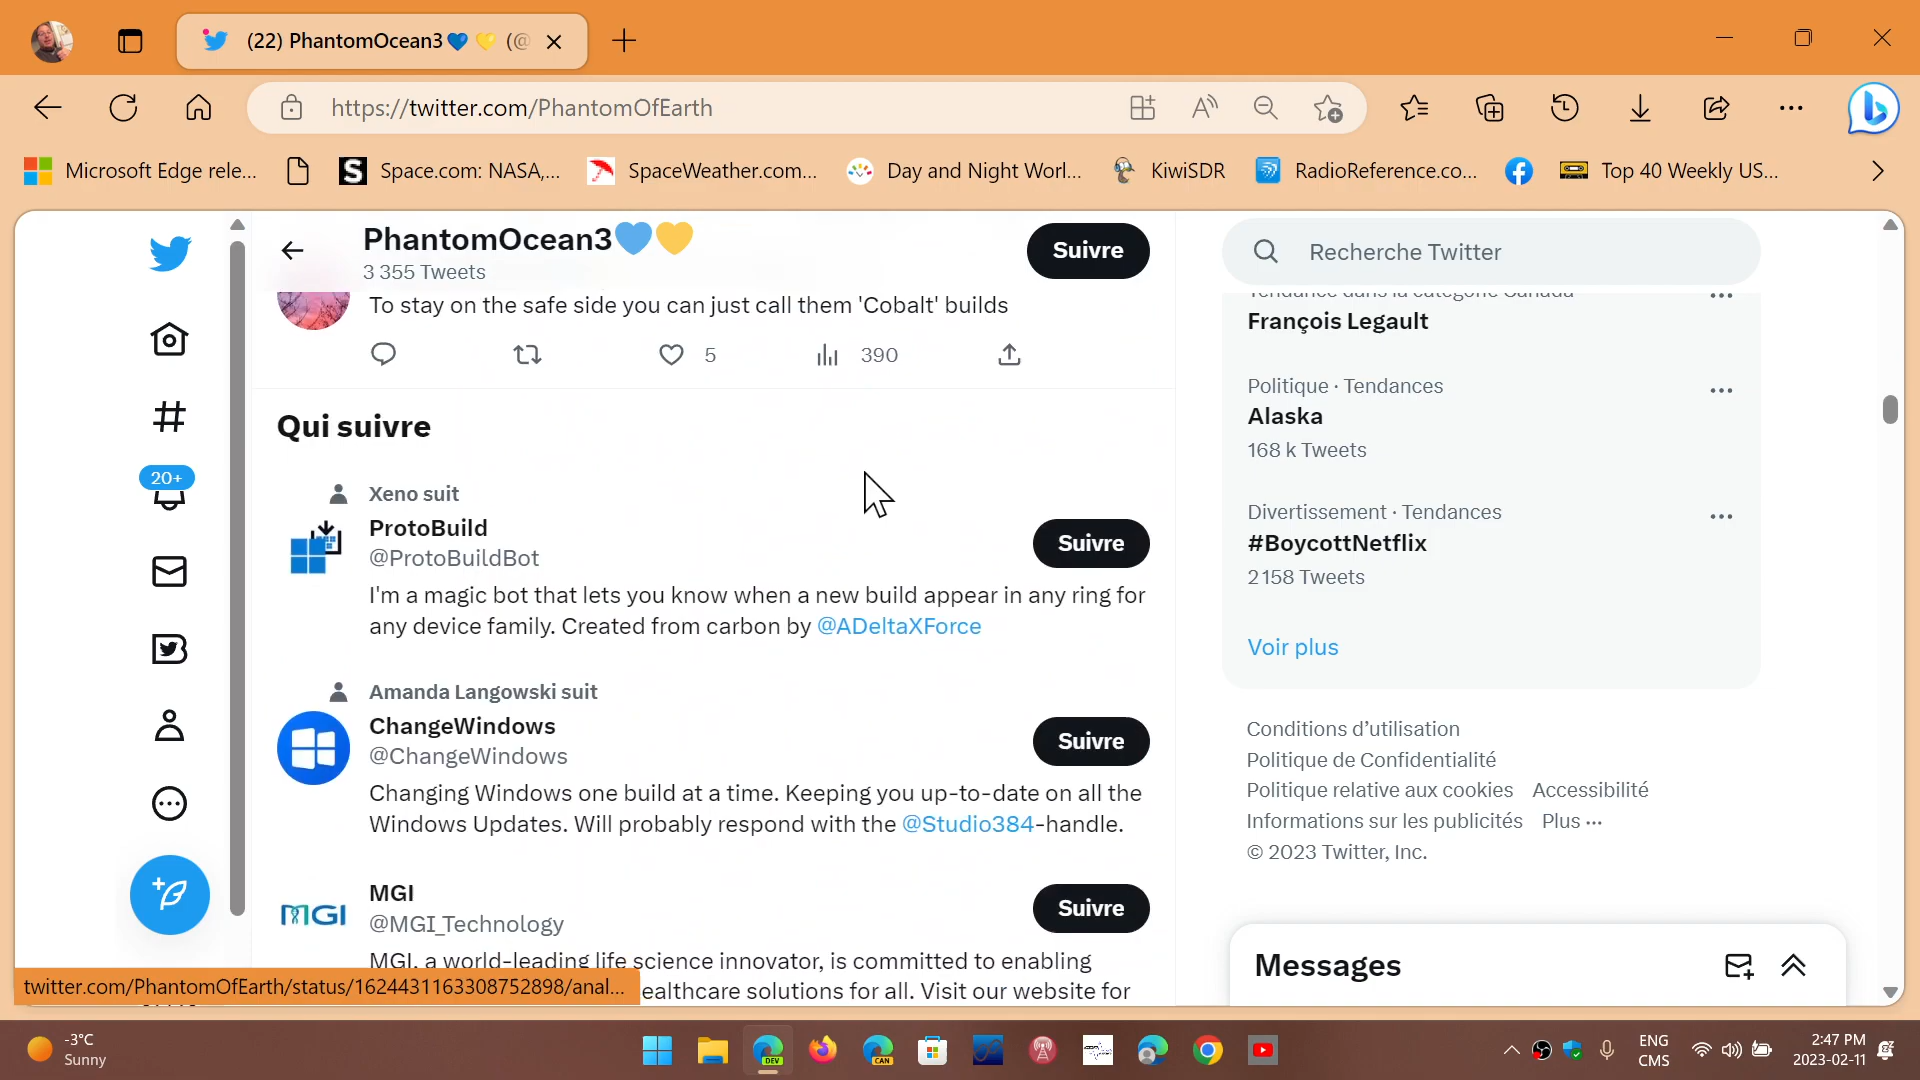 (22) PhantomOcean3💙 💛 (@
https://twitter.com/PhantomOfEarth
Microsoft Edge rele...
Space.com: NASA,...
SpaceWeather.com...
Day and Night Worl...
KiwiSDR
RadioReference.co...
Top 40 Weekly US...
PhantomOcean3💙💛
3 355 Tweets
Suivre
To stay on the safe side you can just call them 'Cobalt' builds
5
390
Qui suivre
Xeno suit
ProtoBuild
@ProtoBuildBot
Suivre
I'm a magic bot that lets you know when a new build appear in any ring for
any device family. Created from carbon by @ADeltaXForce
Amanda Langowski suit
ChangeWindows
@ChangeWindows
Suivre
Changing Windows one build at a time. Keeping you up-to-date on all the
Windows Updates. Will probably respond with the @Studio384-handle.
MGI
MGI
@MGI_Technology
Suivre
MGI, a world-leading life science innovator, is committed to enabling
ealthcare solutions for all. Visit our website for
20+
Recherche Twitter
Tendance dans la catégorie Canada
François Legault
Politique · Tendances
Alaska
168 k Tweets
Divertissement · Tendances
#BoycottNetflix
2 158 Tweets
Voir plus
Conditions d’utilisation
Politique de Confidentialité
Politique relative aux cookies Accessibilité
Informations sur les publicités Plus ···
© 2023 Twitter, Inc.
Messages
twitter.com/PhantomOfEarth/status/1624431163308752898/anal...
-3°C
Sunny
DEV
CAN
ENG
CMS
2:47 PM
2023-02-11